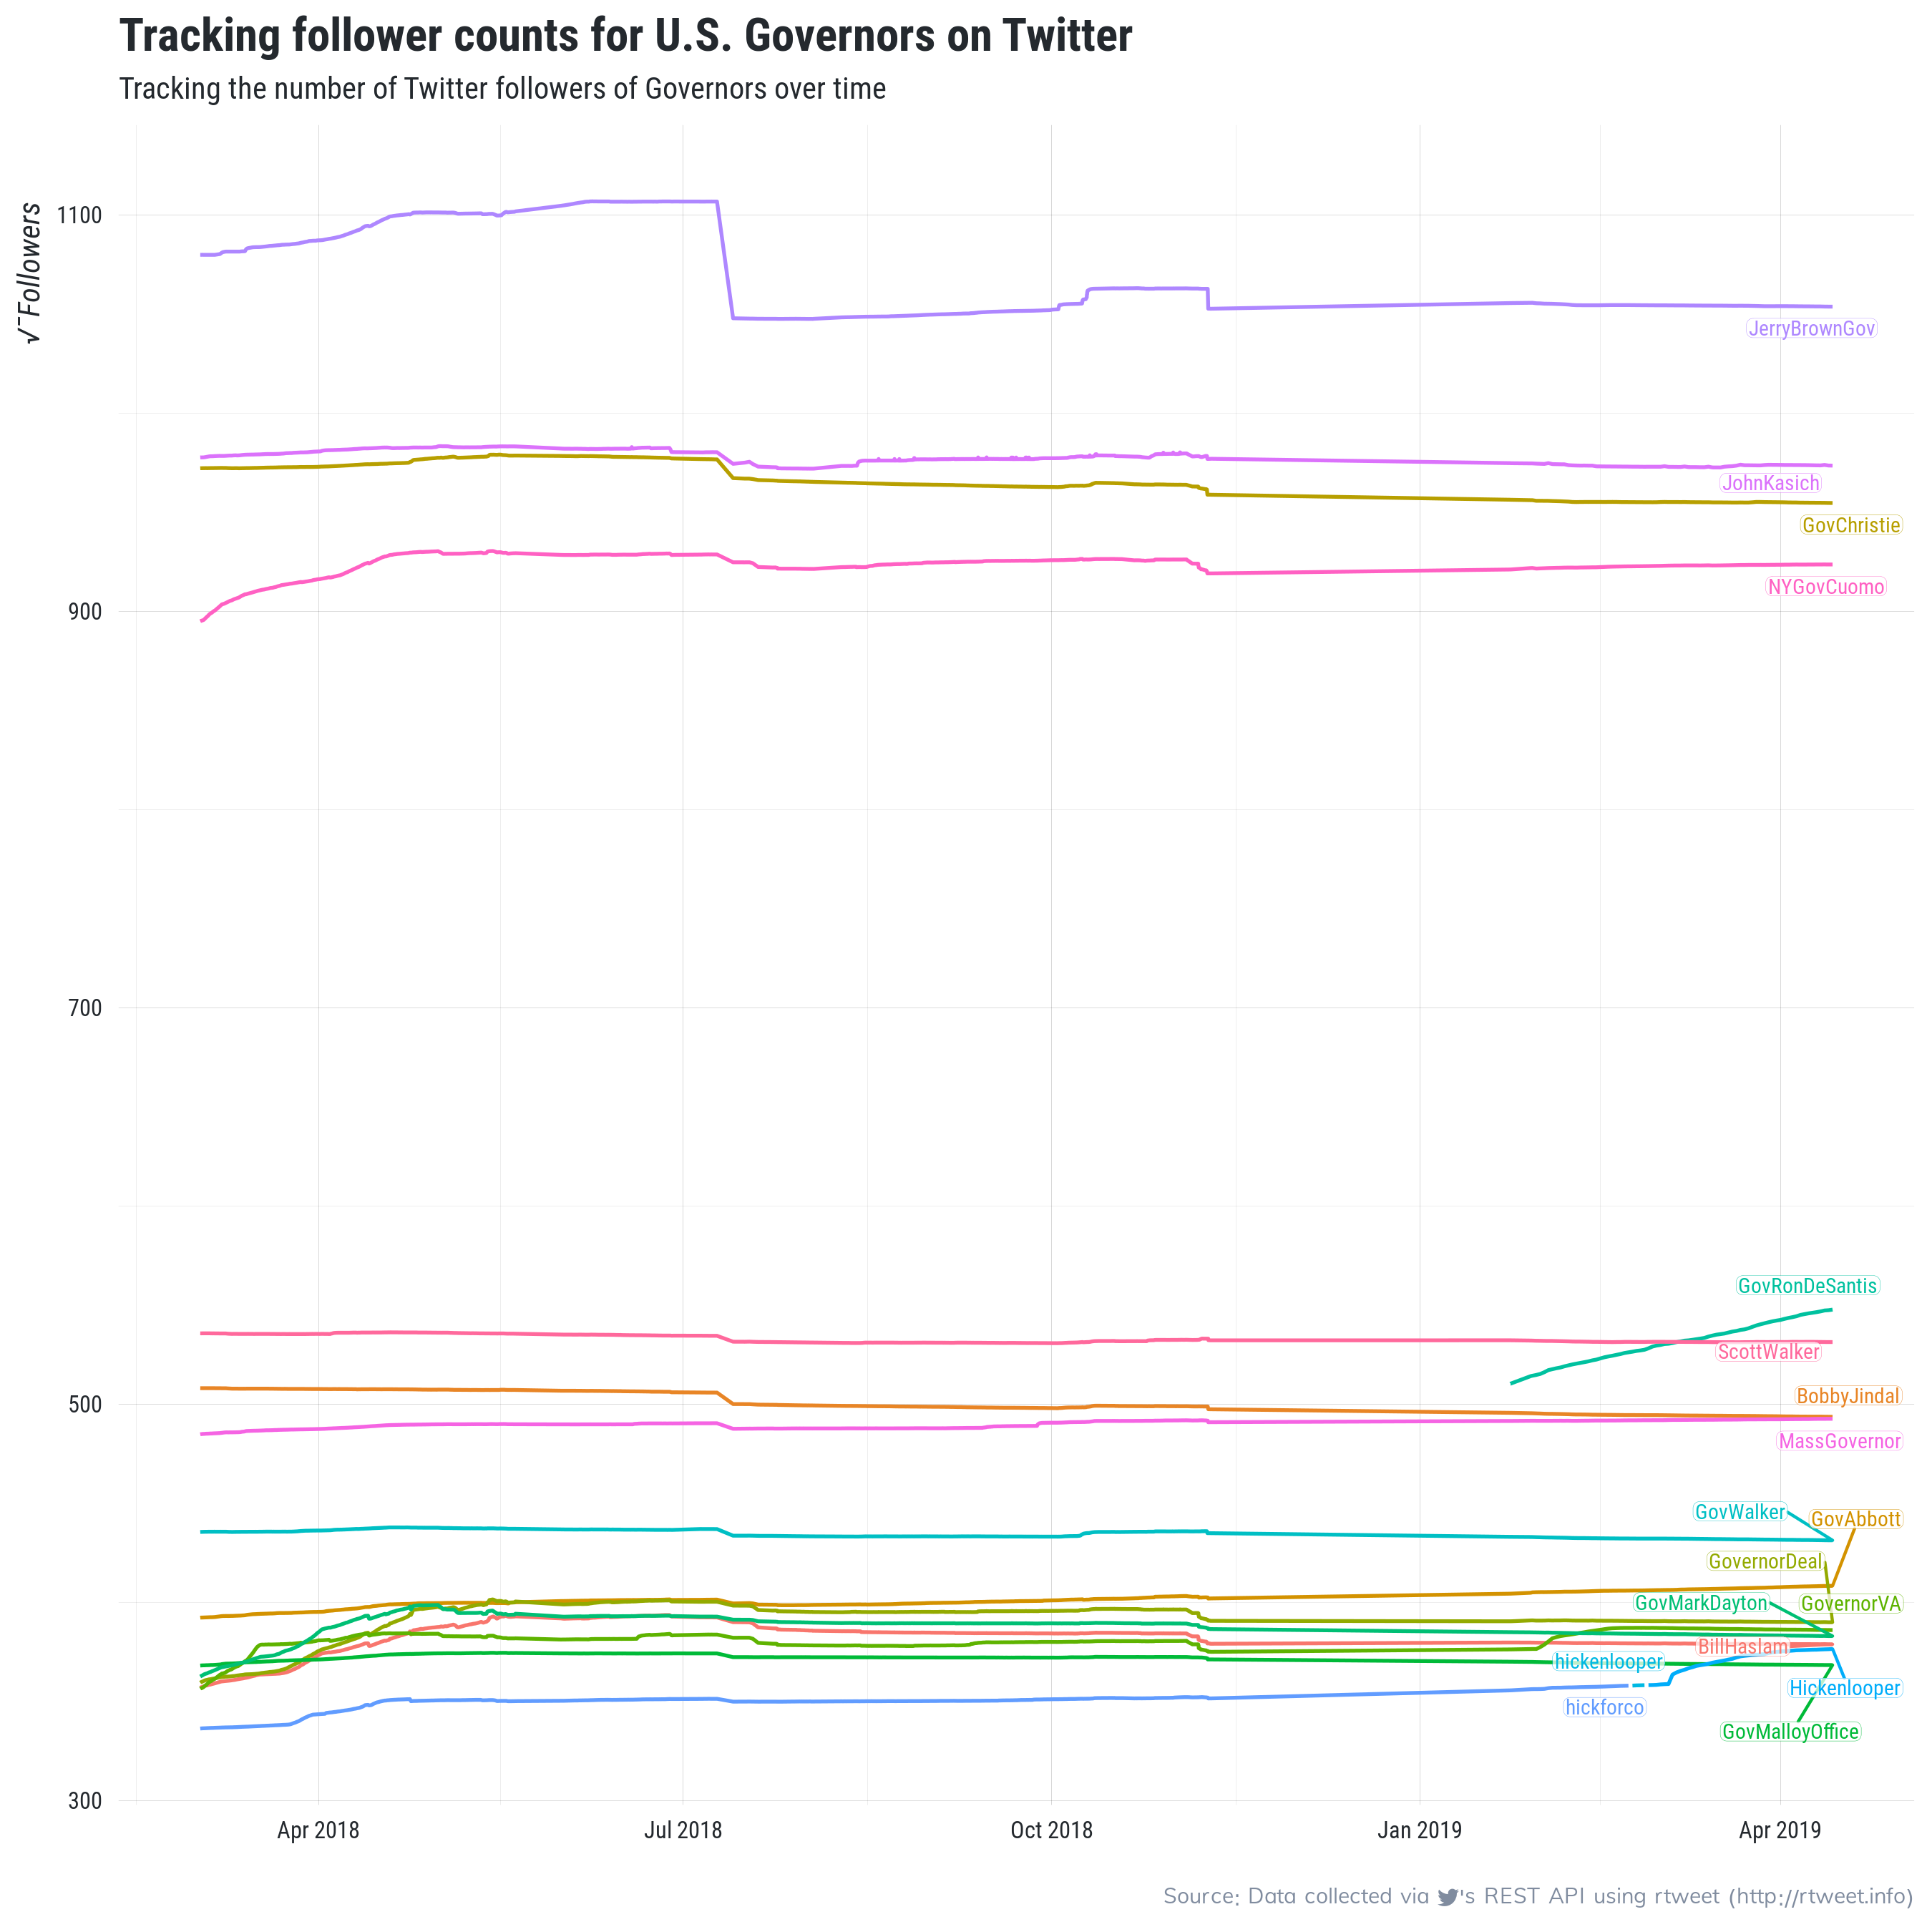 Tracking follower counts for U.S. Governors on Twitter
Tracking the number of Twitter followers of Governors over time
√¯Followers
1100
900
700
500
300
JerryBrownGov
JohnKasich
GovChristie
NYGovCuomo
GovRonDeSantis
ScottWalker
BobbyJindal
MassGovernor
GovWalker
GovAbbott
GovernorDeal
GovMarkDayton
GovernorVA
BillHaslam
hickenlooper
Hickenlooper
hickforco
GovMalloyOffice
Apr 2018
Jul 2018
Oct 2018
Jan 2019
Apr 2019
Source: Data collected via 's REST API using rtweet (http://rtweet.info)